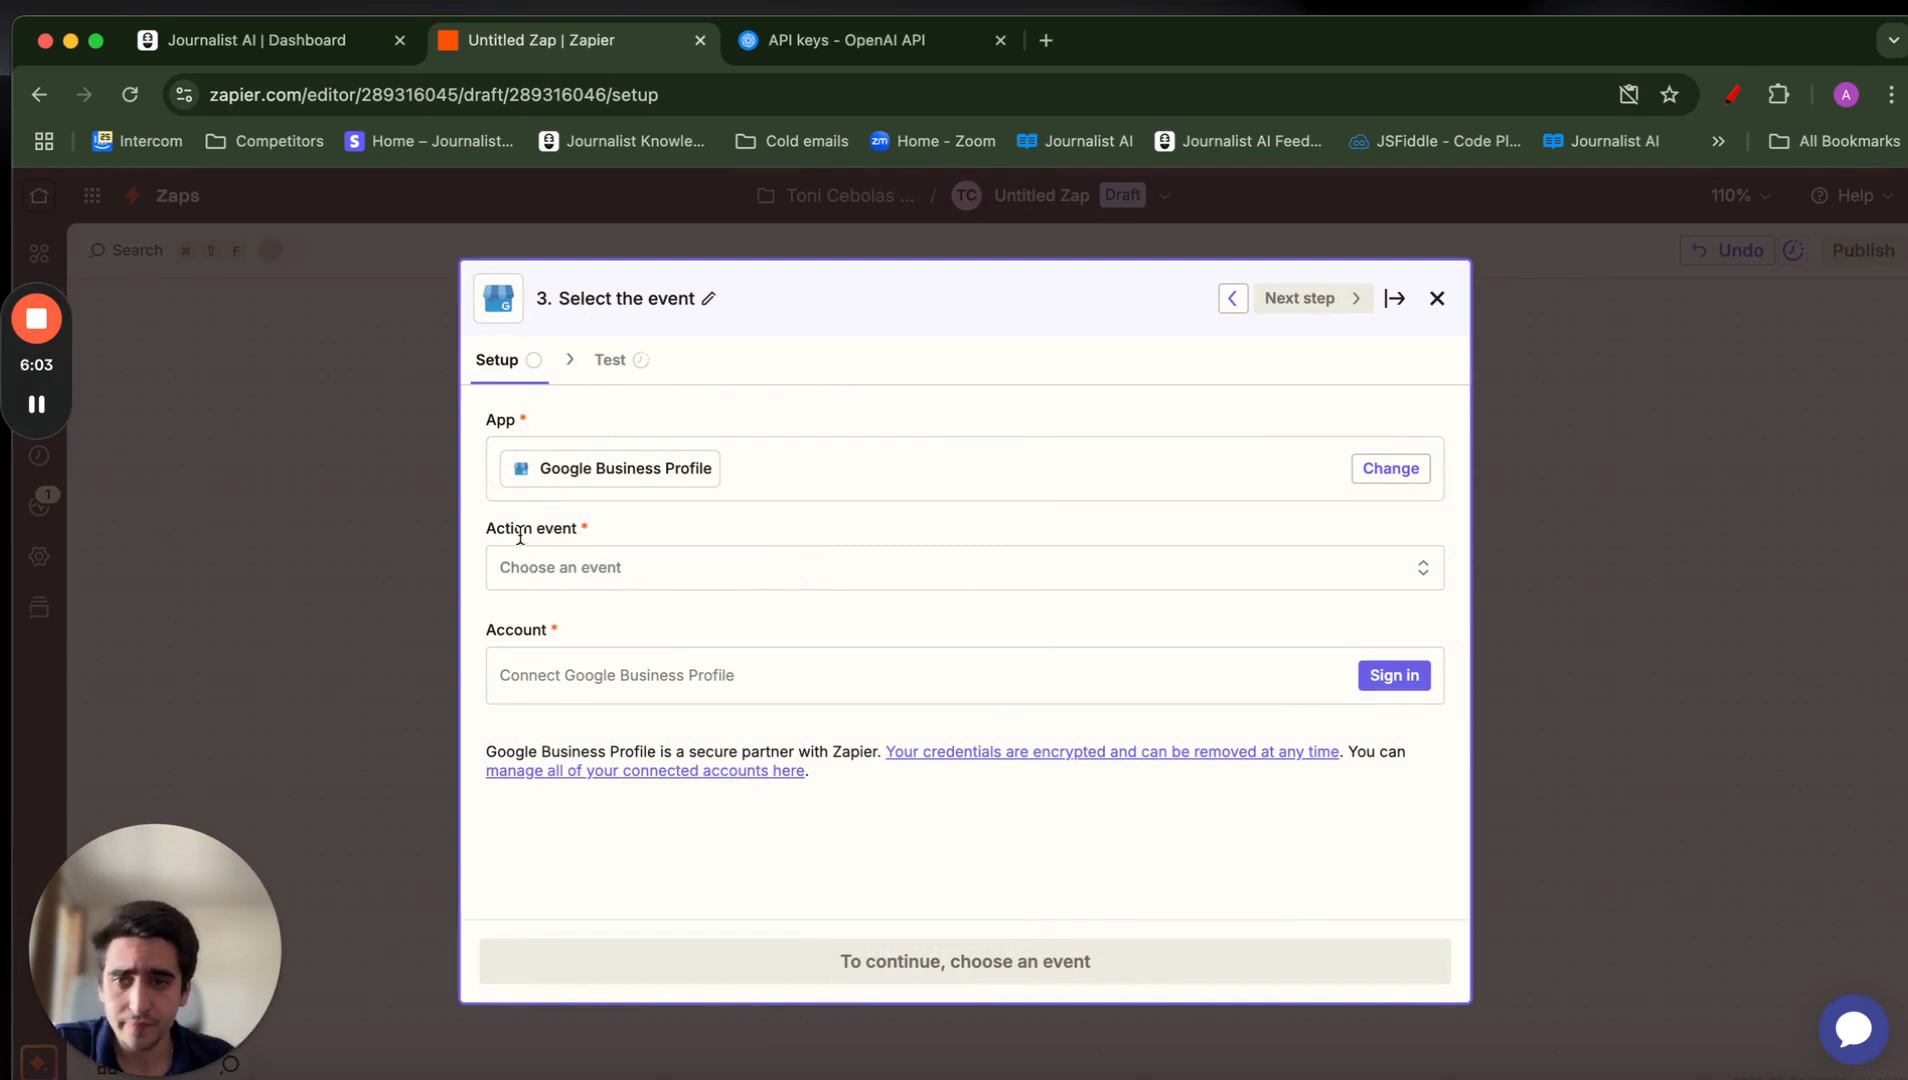 Journalist AI | Dashboard
Untitled Zap | Zapier
API keys - OpenAI API
zapier.com/editor/289316045/draft/289316046/setup
A
25
Intercom
Competitors
S
Home – Journalist...
Journalist Knowle...
Cold emails
zm
Home - Zoom
Journalist AI
Journalist AI Feed...
JSFiddle - Code Pl...
Journalist AI
All Bookmarks
Zaps
Toni Cebolas ... / TC Untitled Zap Draft
110%
Help
Search ⌘ ⇧ F
Undo
Publish
6:03
1
G
3. Select the event
Next step
Setup
Test
App *
Google Business Profile
Change
Action event *
Choose an event
Account *
Connect Google Business Profile
Sign in
Google Business Profile is a secure partner with Zapier. Your credentials are encrypted and can be removed at any time. You can
manage all of your connected accounts here.
To continue, choose an event